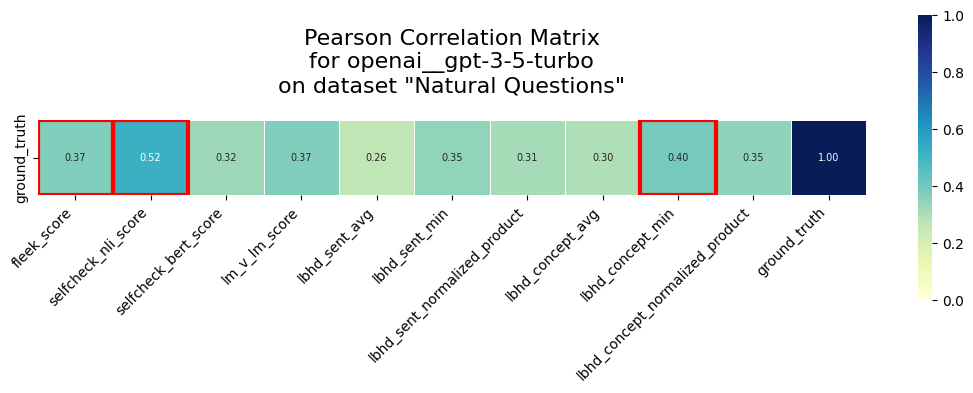 Pearson Correlation Matrix
for openai__gpt-3-5-turbo
on dataset "Natural Questions"
ground_truth
0.37 0.52 0.32 0.37 0.26 0.35 0.31 0.30 0.40 0.35 1.00
fleek_score
selfcheck_nli_score
selfcheck_bert_score
lm_v_lm_score
lbhd_sent_avg
lbhd_sent_min
lbhd_sent_normalized_product
lbhd_concept_avg
lbhd_concept_min
lbhd_concept_normalized_product
ground_truth
1.0
0.8
0.6
0.4
0.2
0.0